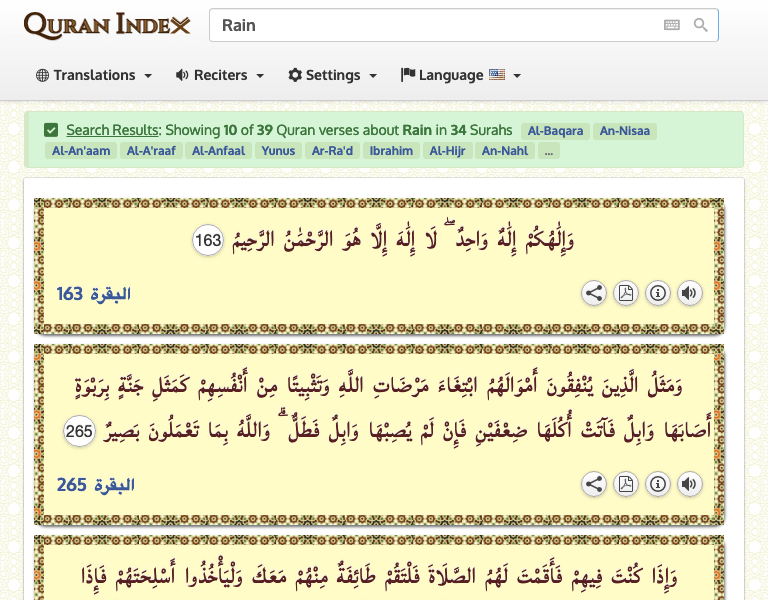 QURAN INDEX
Rain
Translations Reciters Settings Language
Search Results: Showing 10 of 39 Quran verses about Rain in 34 Surahs Al-Baqara An-Nisaa
Al-An'aam Al-A'raaf Al-Anfaal Yunus Ar-Ra'd Ibrahim Al-Hijr An-Nahl ...
وَإِلَٰهُكُمْ إِلَٰهٌ وَاحِدٌ ۖ لَا إِلَٰهَ إِلَّا هُوَ الرَّحْمَٰنُ الرَّحِيمُ 163
البقرة 163
وَمَثَلُ الَّذِينَ يُنْفِقُونَ أَمْوَالَهُمُ ابْتِغَاءَ مَرْضَاتِ اللَّهِ وَتَثْبِيتًا مِنْ أَنْفُسِهِمْ كَمَثَلِ جَنَّةٍ بِرَبْوَةٍ
أَصَابَهَا وَابِلٌ فَآتَتْ أُكُلَهَا ضِعْفَيْنِ فَإِنْ لَمْ يُصِبْهَا وَابِلٌ فَطَلٌّ ۗ وَاللَّهُ بِمَا تَعْمَلُونَ بَصِيرٌ 265
البقرة 265
وَإِذَا كُنْتَ فِيهِمْ فَأَقَمْتَ لَهُمُ الصَّلَاةَ فَلْتَقُمْ طَائِفَةٌ مِنْهُمْ مَعَكَ وَلْيَأْخُذُوا أَسْلِحَتَهُمْ فَإِذَا